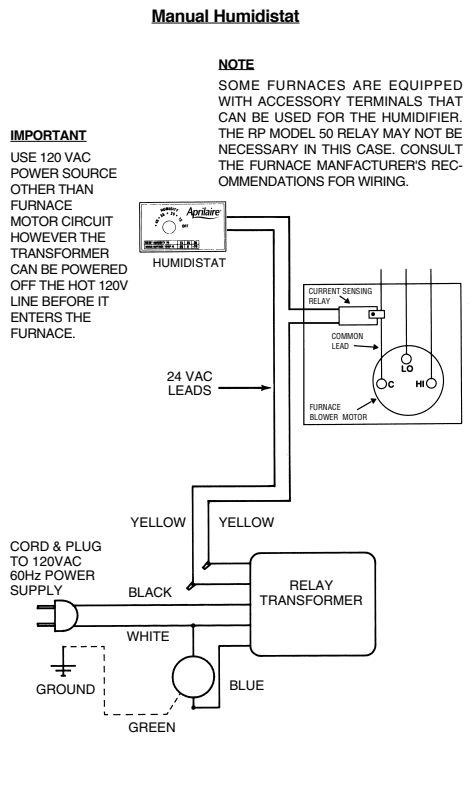 Manual Humidistat
NOTE
SOME FURNACES ARE EQUIPPED
WITH ACCESSORY TERMINALS THAT
CAN BE USED FOR THE HUMIDIFIER.
THE RP MODEL 50 RELAY MAY NOT BE
NECESSARY IN THIS CASE. CONSULT
THE FURNACE MANFACTURER'S REC-
OMMENDATIONS FOR WIRING.
IMPORTANT
USE 120 VAC
POWER SOURCE
OTHER THAN
FURNACE
MOTOR CIRCUIT
HOWEVER THE
TRANSFORMER
CAN BE POWERED
OFF THE HOT 120V
LINE BEFORE IT
ENTERS THE
FURNACE.
HUMIDITY
Aprilaire
OFF
HUMIDISTAT
CURRENT SENSING
RELAY
COMMON
LEAD
LO
C
HI
FURNACE
BLOWER MOTOR
24 VAC
LEADS
YELLOW
YELLOW
CORD & PLUG
TO 120VAC
60Hz POWER
SUPPLY
BLACK
RELAY
TRANSFORMER
WHITE
BLUE
GROUND
GREEN